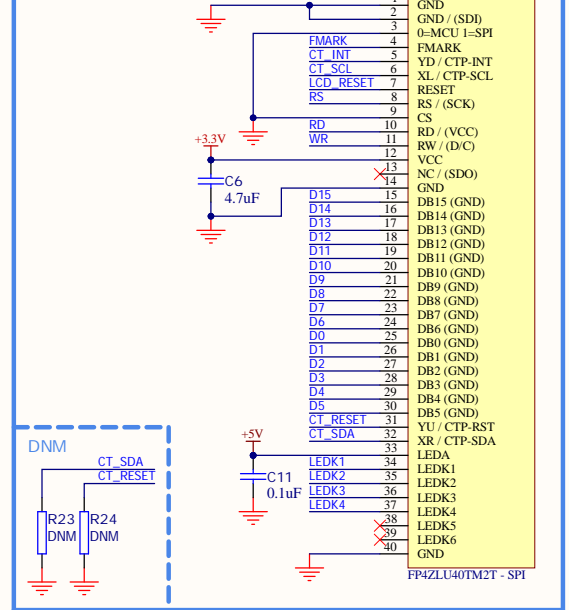 1 GND
2 GND / (SDI)
3 0=MCU 1=SPI
FMARK 4 FMARK
CT_INT 5 YD / CTP-INT
CT_SCL 6 XL / CTP-SCL
LCD_RESET 7 RESET
RS 8 RS / (SCK)
9 CS
RD 10 RD / (VCC)
WR 11 RW / (D/C)
+3.3V
12 VCC
13 NC / (SDO)
14 GND
C6
4.7uF
D15 15 DB15 (GND)
D14 16 DB14 (GND)
D13 17 DB13 (GND)
D12 18 DB12 (GND)
D11 19 DB11 (GND)
D10 20 DB10 (GND)
D9 21 DB9 (GND)
D8 22 DB8 (GND)
D7 23 DB7 (GND)
D6 24 DB6 (GND)
D0 25 DB0 (GND)
D1 26 DB1 (GND)
D2 27 DB2 (GND)
D3 28 DB3 (GND)
D4 29 DB4 (GND)
D5 30 DB5 (GND)
CT_RESET 31 YU / CTP-RST
CT_SDA 32 XR / CTP-SDA
+5V
33 LEDA
LEDK1 34 LEDK1
LEDK2 35 LEDK2
LEDK3 36 LEDK3
LEDK4 37 LEDK4
38 LEDK5
39 LEDK6
40 GND
C11
0.1uF
FP4ZLU40TM2T - SPI
DNM
CT_SDA
CT_RESET
R23 R24
DNM DNM